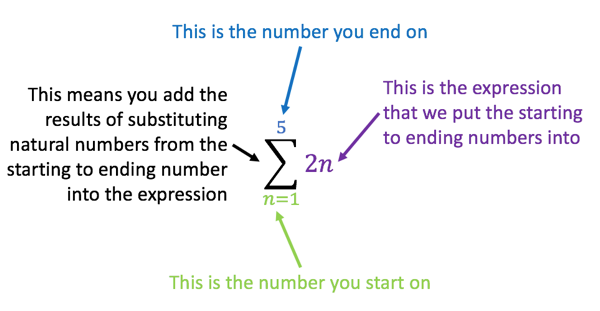 This is the number you end on
This means you add the
results of substituting
natural numbers from the
starting to ending number
into the expression
This is the expression
that we put the starting
to ending numbers into
5
∑ 2n
n=1
This is the number you start on